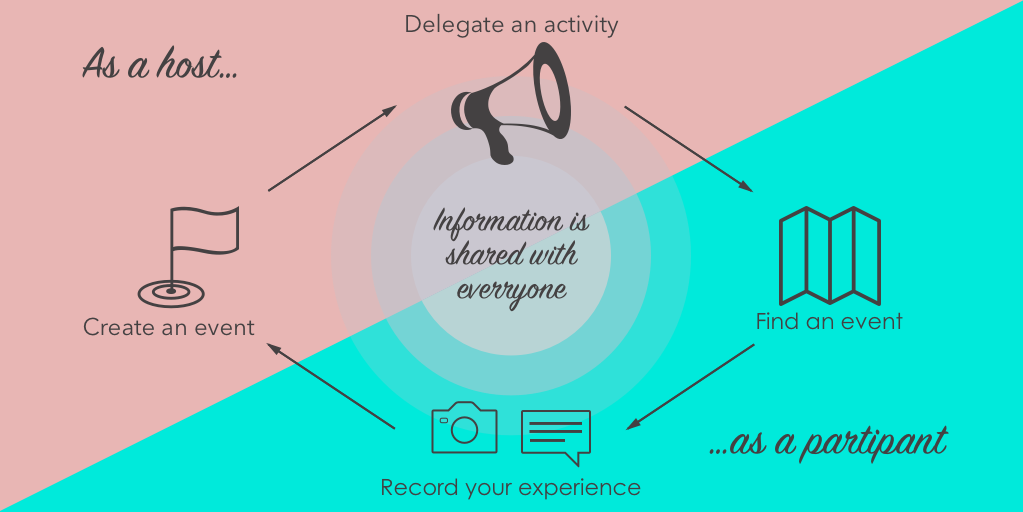 Delegate an activity
As a host...
Information is
shared with
everryone
Create an event
Find an event
...as a partipant
Record your experience